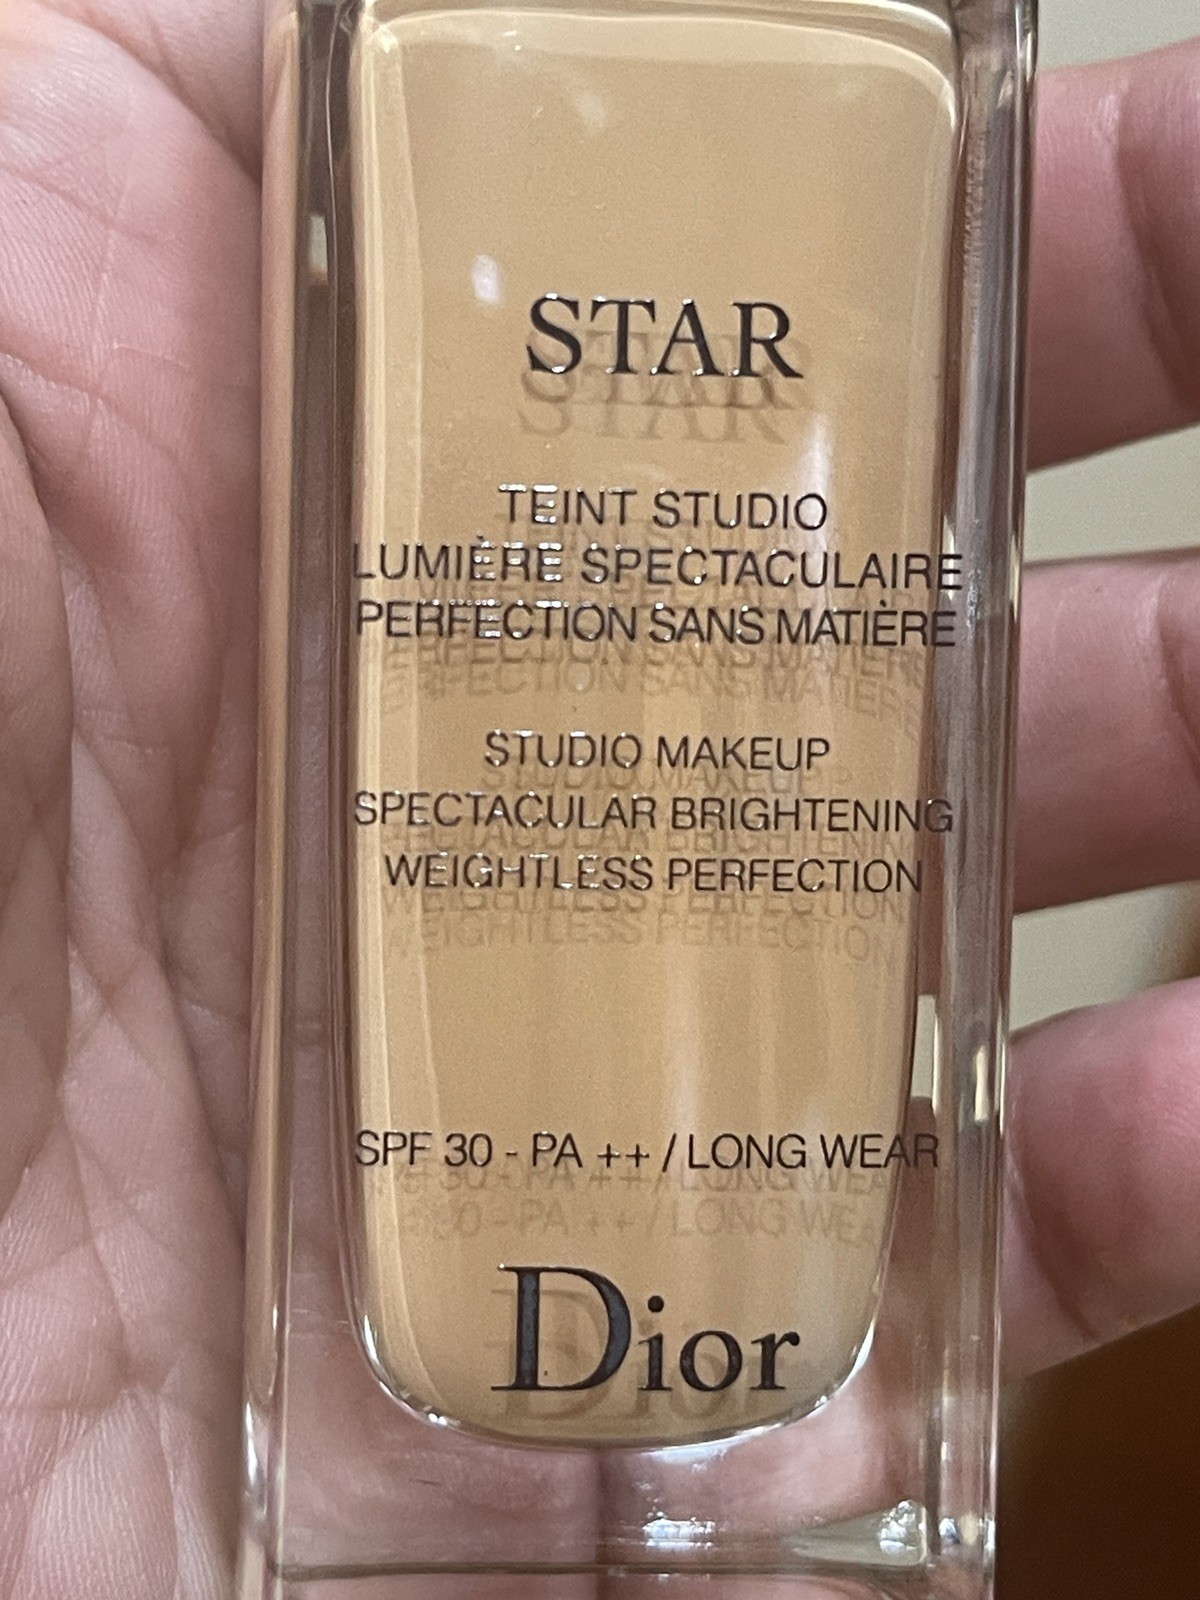 STAR
TEINT STUDIO
LUMIÈRE SPECTACULAIRE
PERFECTION SANS MATIÈRE
STUDIO MAKEUP
SPECTACULAR BRIGHTENING
WEIGHTLESS PERFECTION
SPF 30 - PA ++ / LONG WEAR
Dior